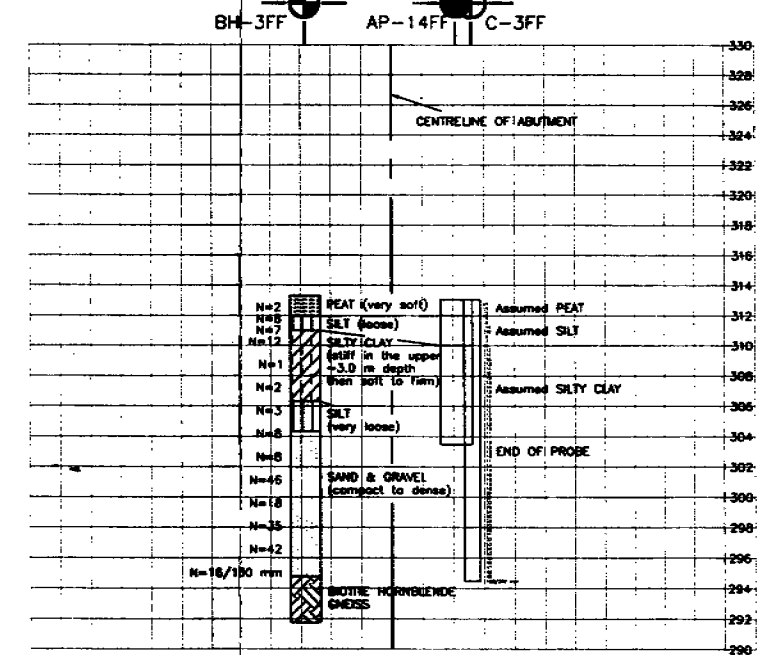 BH-3FF
AP-14FF
C-3FF
330
328
326
CENTRELINE OF ABUTMENT
324
322
320
318
316
314
N=2
PEAT (very soft)
Assumed PEAT
312
N=8
SILT (loose)
N=7
Assumed SILT
N=12
SILTY CLAY
310
(stiff in the upper
N=1
~3.0 m depth
308
then soft to firm)
N=2
Assumed SILTY CLAY
306
N=3
SILT
(very loose)
304
N=8
END OF PROBE
N=8
302
N=46
SAND & GRAVEL
(compact to dense)
300
N=18
298
N=35
N=42
296
N=16/150 mm
294
BIOTITE HORNBLENDE
GNEISS
292
290